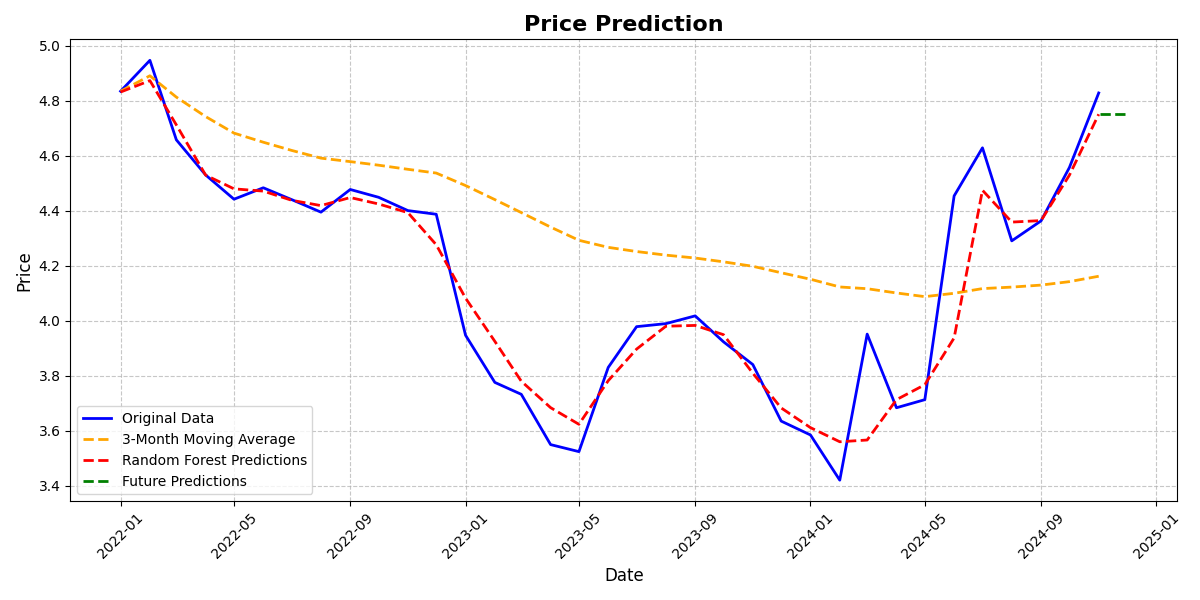 Price Prediction
5.0
4.8
4.6
4.4
4.2
4.0
3.8
3.6
3.4
Price
Original Data
3-Month Moving Average
Random Forest Predictions
Future Predictions
2022-01
2022-05
2022-09
2023-01
2023-05
2023-09
2024-01
2024-05
2024-09
2025-01
Date